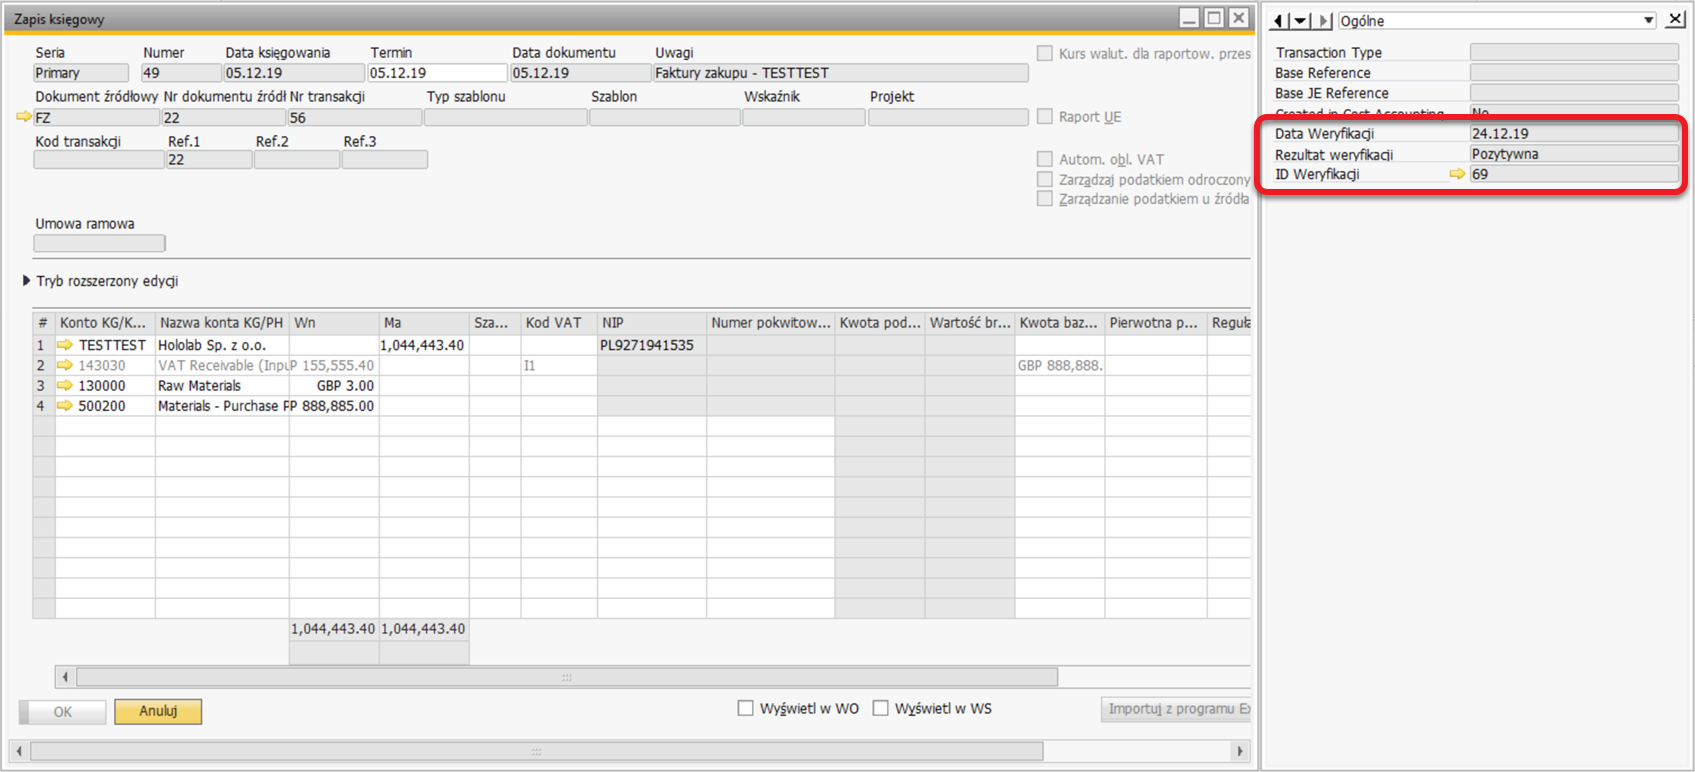 Zapis księgowy
Seria Numer Data księgowania Termin Data dokumentu Uwagi
Primary 49 05.12.19 05.12.19 05.12.19 Faktury zakupu - TESTTEST
Kurs walut. dla raportow. przes
Dokument źródłowy Nr dokumentu źródł Nr transakcji Typ szablonu Szablon Wskaźnik Projekt
FZ 22 56
Raport UE
Kod transakcji Ref.1 Ref.2 Ref.3
22
Autom. obl. VAT
Zarządzaj podatkiem odroczony
Zarządzanie podatkiem u źródła
Umowa ramowa
Tryb rozszerzony edycji
# Konto KG/K... Nazwa konta KG/PH Wn Ma Sza... Kod VAT NIP Numer pokwitow... Kwota pod... Wartość br... Kwota baz... Pierwotna p... Reguła
1 TESTTEST Hololab Sp. z o.o. 1,044,443.40 PL9271941535
2 143030 VAT Receivable (InpuP 155,555.40 I1 GBP 888,888.
3 130000 Raw Materials GBP 3.00
4 500200 Materials - Purchase PP 888,885.00
1,044,443.40 1,044,443.40
OK Anuluj
Wyświetl w WO Wyświetl w WS
Importuj z programu Ex
Ogólne
Transaction Type
Base Reference
Base JE Reference
Created in Cost Accounting No
Data Weryfikacji 24.12.19
Rezultat weryfikacji Pozytywna
ID Weryfikacji 69